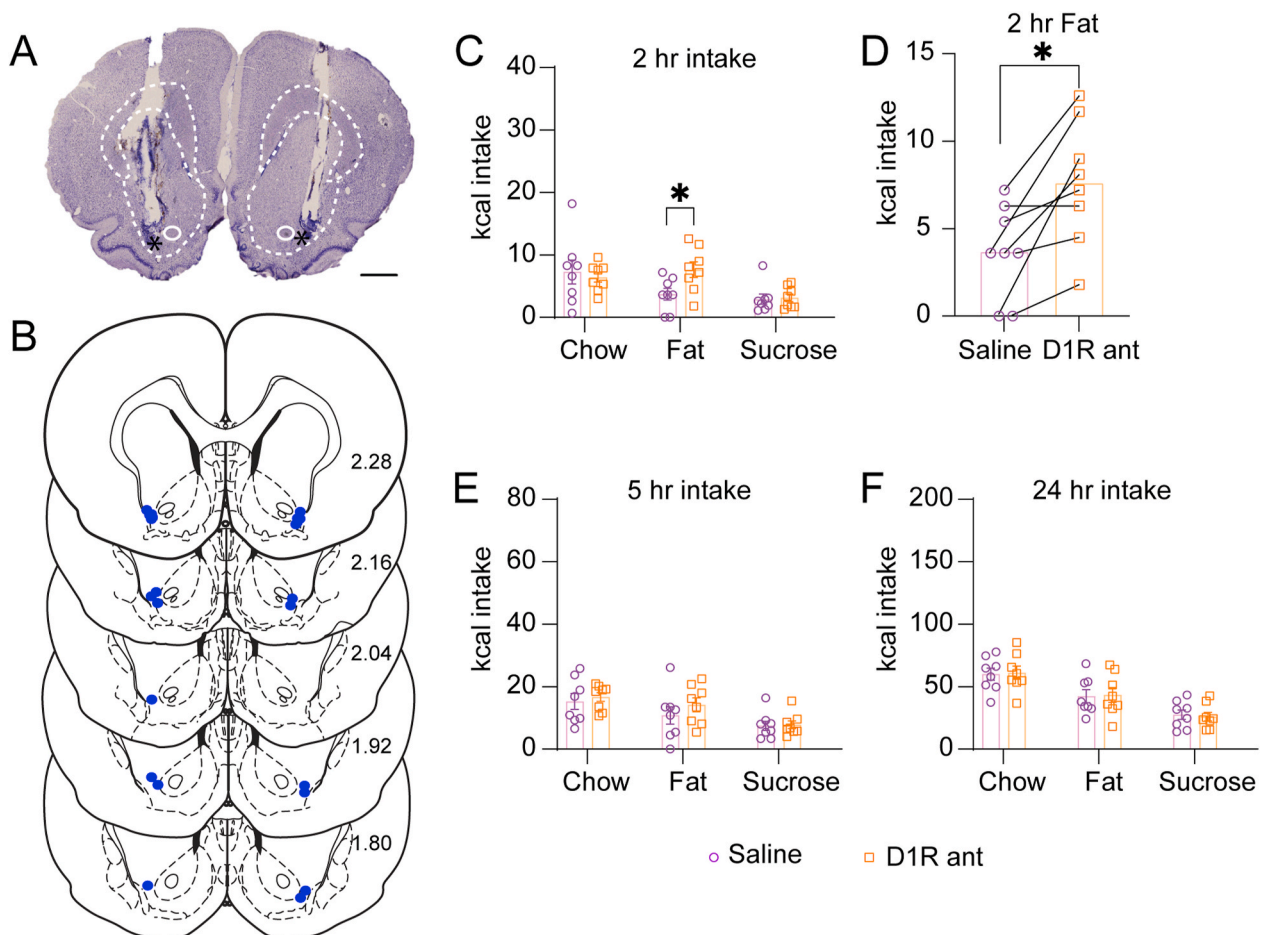 A
B
2.28
2.16
2.04
1.92
1.80
C
2 hr intake
kcal intake
40
30
20
10
0
*
Chow Fat Sucrose
D
2 hr Fat
kcal intake
15
10
5
0
*
Saline D1R ant
E
5 hr intake
kcal intake
80
60
40
20
0
Chow Fat Sucrose
F
24 hr intake
kcal intake
200
150
100
50
0
Chow Fat Sucrose
Saline D1R ant